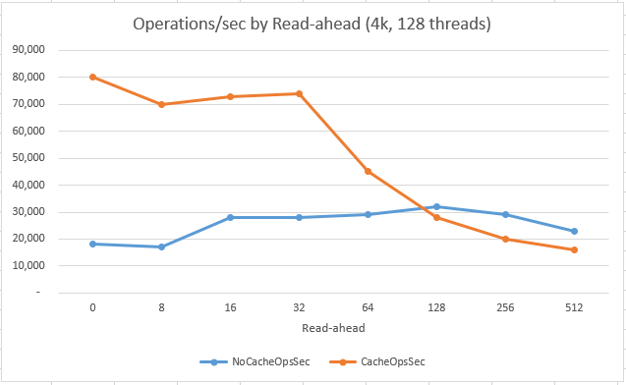 Operations/sec by Read-ahead (4k, 128 threads)
90,000
80,000
70,000
60,000
50,000
40,000
30,000
20,000
10,000
-
0 8 16 32 64 128 256 512
Read-ahead
NoCacheOpsSec CacheOpsSec